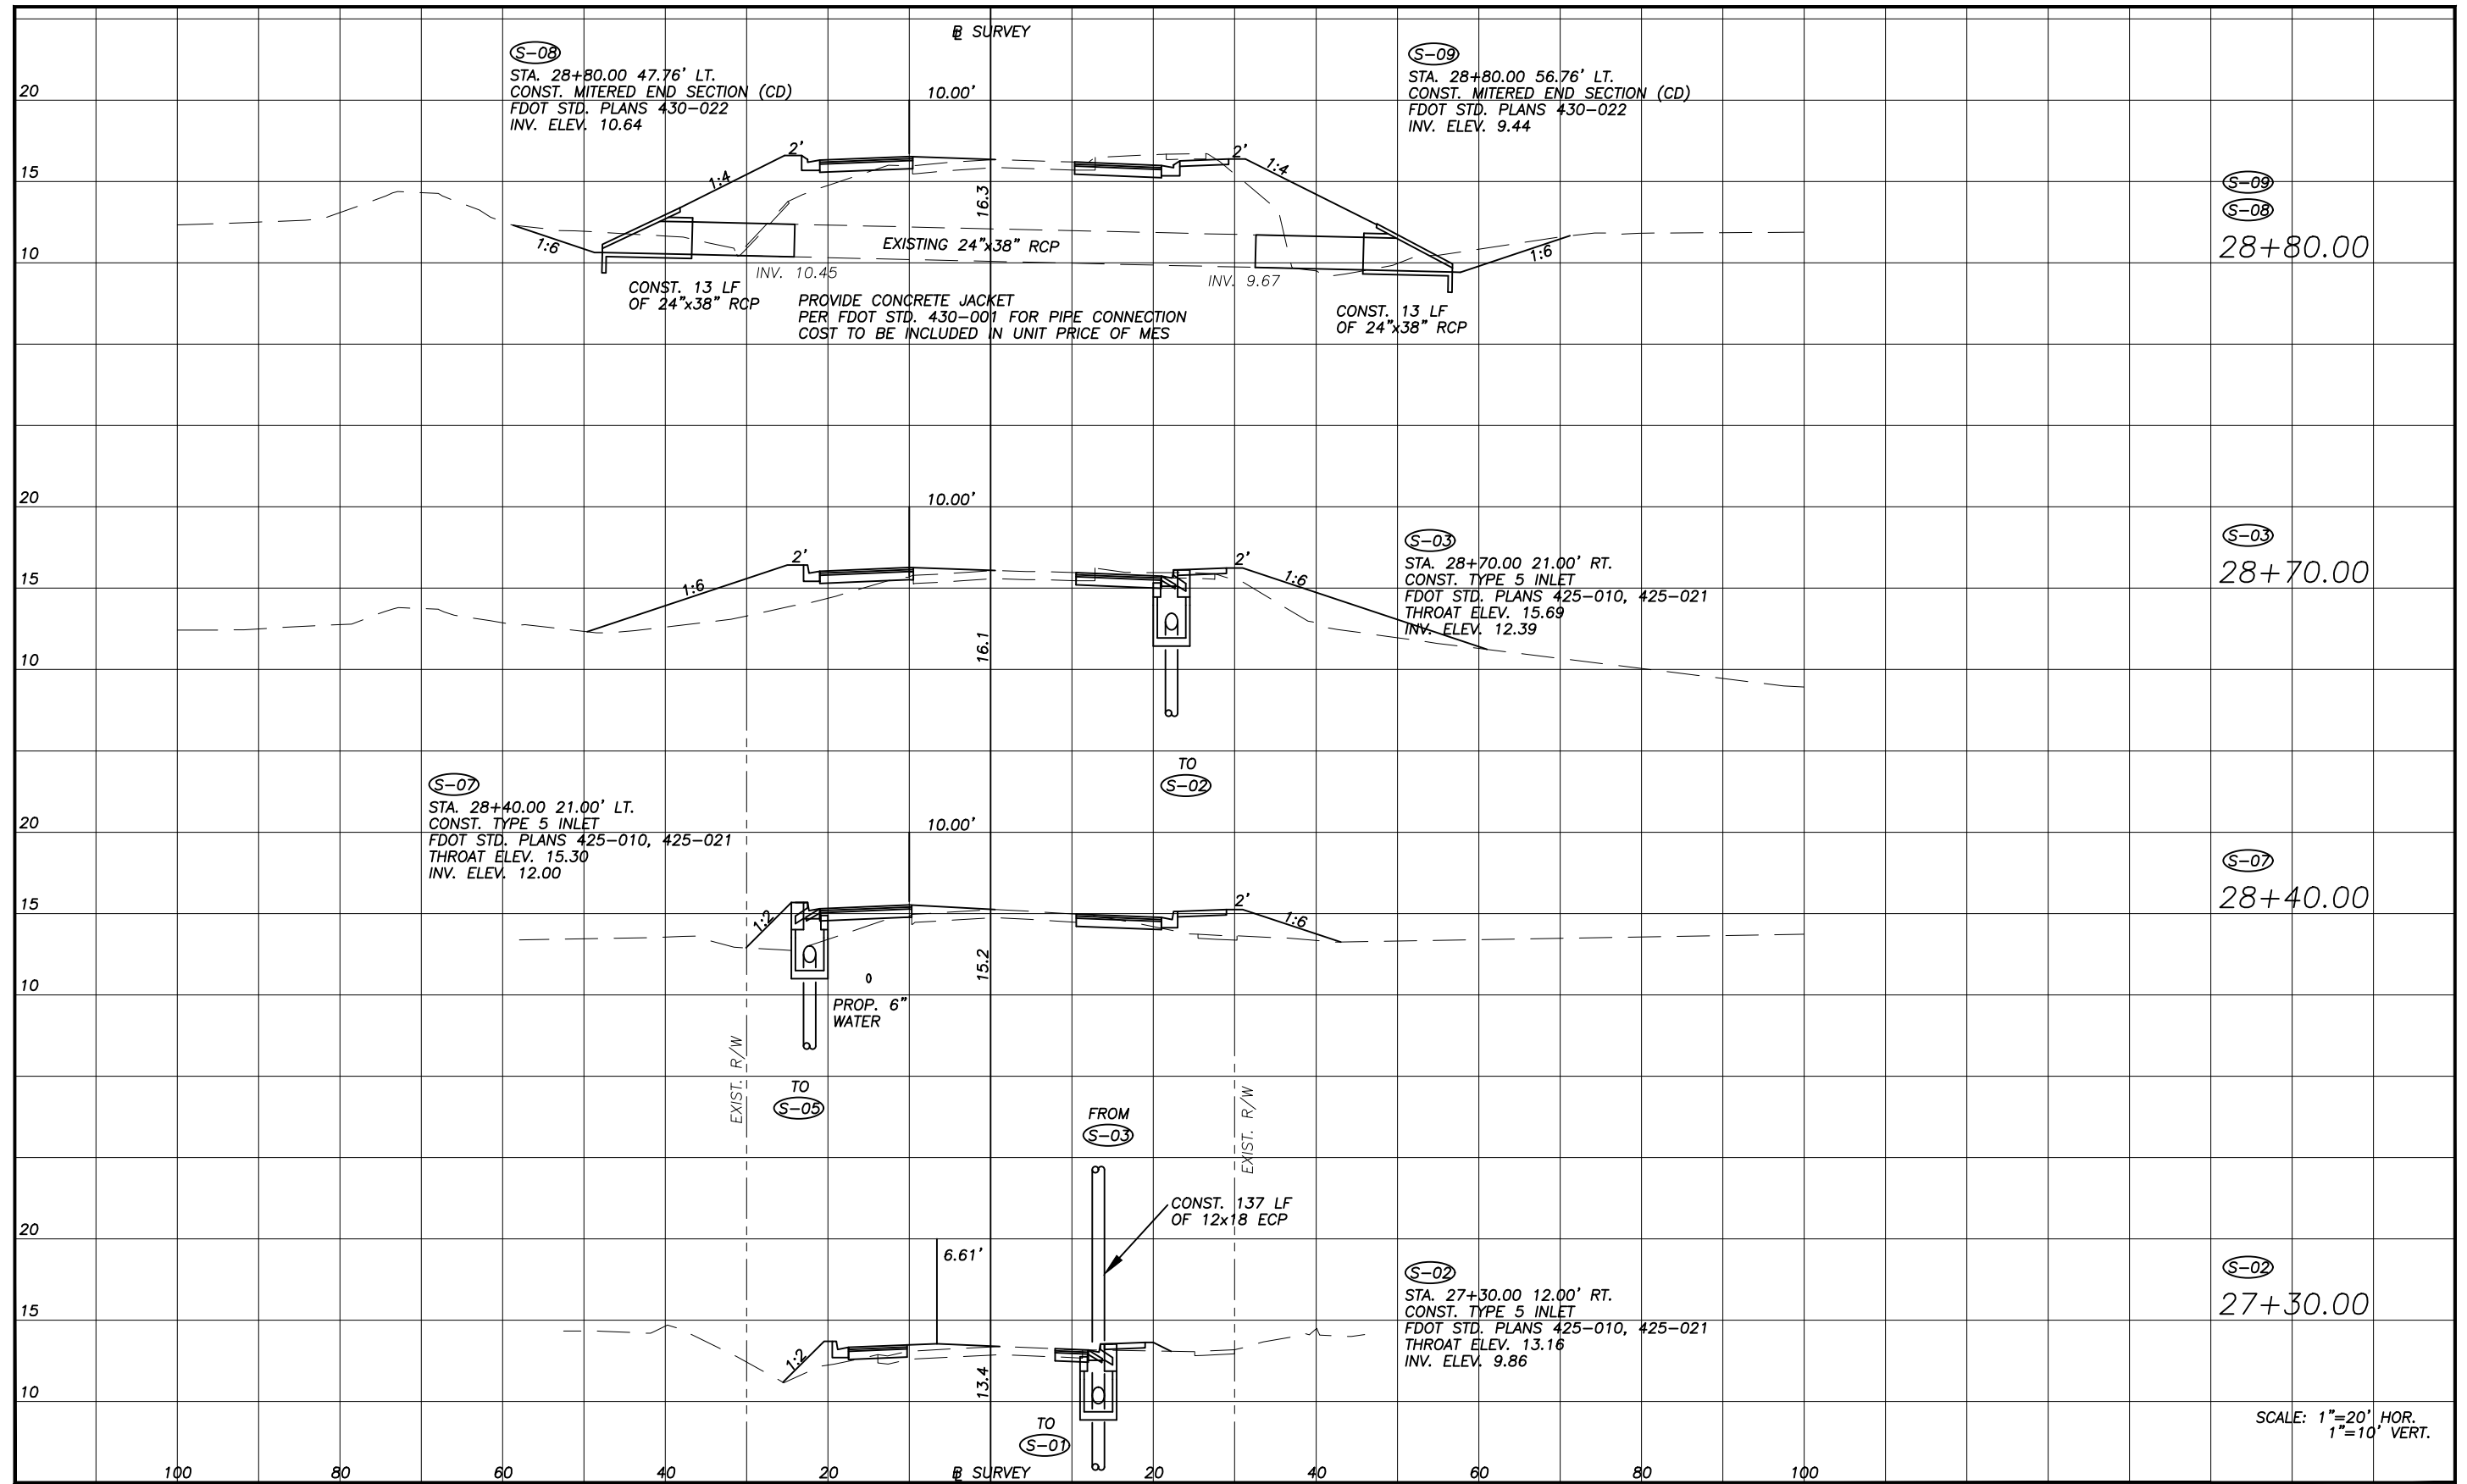 ℄ SURVEY
S-08
STA. 28+80.00 47.76' LT.
CONST. MITERED END SECTION (CD)
FDOT STD. PLANS 430-022
INV. ELEV. 10.64
S-09
STA. 28+80.00 56.76' LT.
CONST. MITERED END SECTION (CD)
FDOT STD. PLANS 430-022
INV. ELEV. 9.44
20
10.00'
2'
2'
1:4
1:4
15
16.3
S-09
S-08
28+80.00
10
1:6
EXISTING 24"x38" RCP
1:6
INV. 10.45
INV. 9.67
CONST. 13 LF
OF 24"x38" RCP
PROVIDE CONCRETE JACKET
PER FDOT STD. 430-001 FOR PIPE CONNECTION
COST TO BE INCLUDED IN UNIT PRICE OF MES
CONST. 13 LF
OF 24"x38" RCP
20
10.00'
S-03
STA. 28+70.00 21.00' RT.
CONST. TYPE 5 INLET
FDOT STD. PLANS 425-010, 425-021
THROAT ELEV. 15.69
INV. ELEV. 12.39
S-03
28+70.00
2'
2'
15
1:6
1:6
16.1
10
TO
S-02
S-07
STA. 28+40.00 21.00' LT.
CONST. TYPE 5 INLET
FDOT STD. PLANS 425-010, 425-021
THROAT ELEV. 15.30
INV. ELEV. 12.00
20
10.00'
S-07
28+40.00
15
1:2
2'
1:6
15.2
10
PROP. 6"
WATER
EXIST. R/W
TO
S-05
FROM
S-03
EXIST. R/W
CONST. 137 LF
OF 12x18 ECP
20
6.61'
S-02
STA. 27+30.00 12.00' RT.
CONST. TYPE 5 INLET
FDOT STD. PLANS 425-010, 425-021
THROAT ELEV. 13.16
INV. ELEV. 9.86
S-02
27+30.00
15
1:2
13.4
10
TO
S-01
SCALE: 1"=20' HOR.
1"=10' VERT.
100 80 60 40 20 ℄ SURVEY 20 40 60 80 100